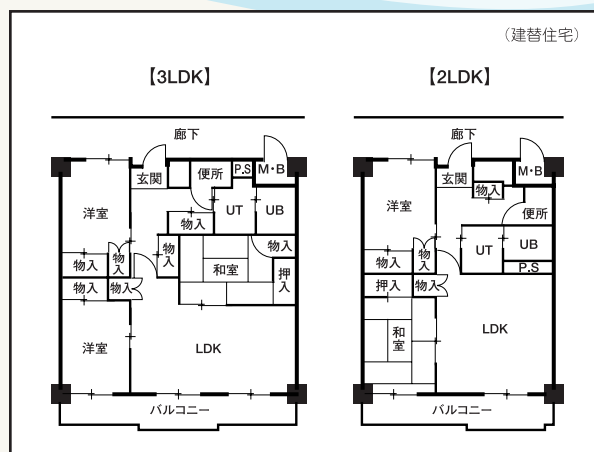 （建替住宅）
【3LDK】
廊下
玄関
便所
P.S
M・B
洋室
物入
UT
UB
物入
物入
物入
物入
和室
物入
押入
物入
物入
洋室
LDK
バルコニー
【2LDK】
廊下
玄関
物入
M・B
洋室
便所
物入
物入
UT
UB
P.S
押入
物入
和室
LDK
バルコニー